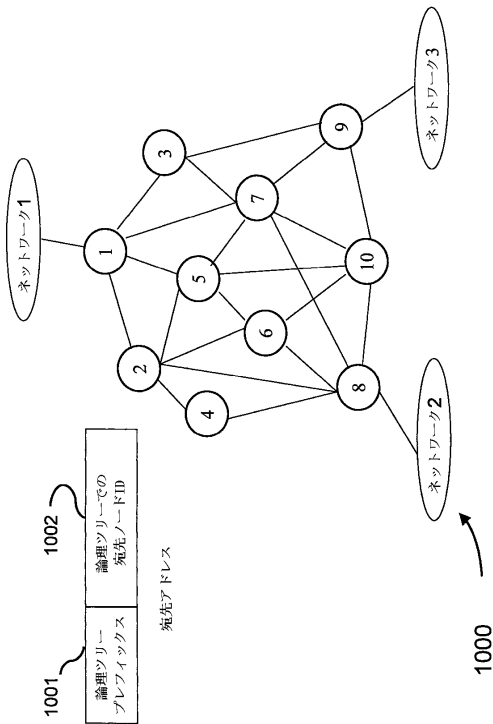 1001
1002
論理ツリー
プレフィックス
論理ツリーでの
宛先ノードID
宛先アドレス
ネットワーク1
1
2
3
4
5
6
7
8
9
10
ネットワーク2
ネットワーク3
1000